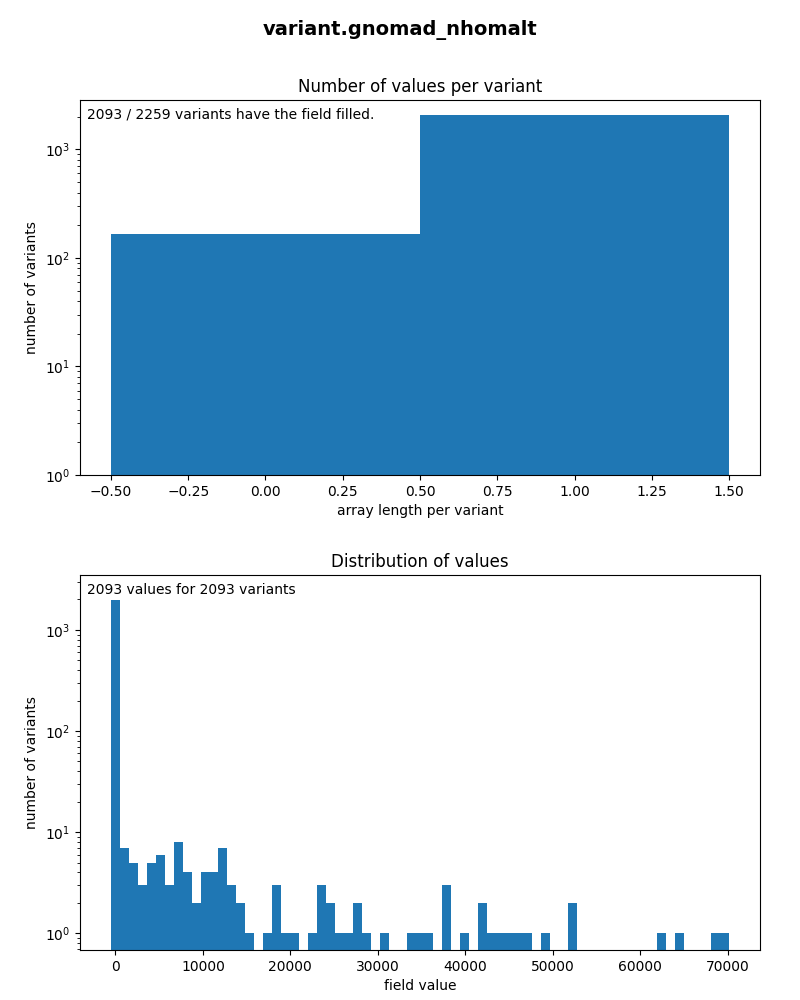 variant.gnomad_nhomalt
Number of values per variant
2093 / 2259 variants have the field filled.
number of variants
10³
10²
10¹
10⁰
−0.50 −0.25 0.00 0.25 0.50 0.75 1.00 1.25 1.50
array length per variant
Distribution of values
2093 values for 2093 variants
number of variants
10³
10²
10¹
10⁰
0 10000 20000 30000 40000 50000 60000 70000
field value